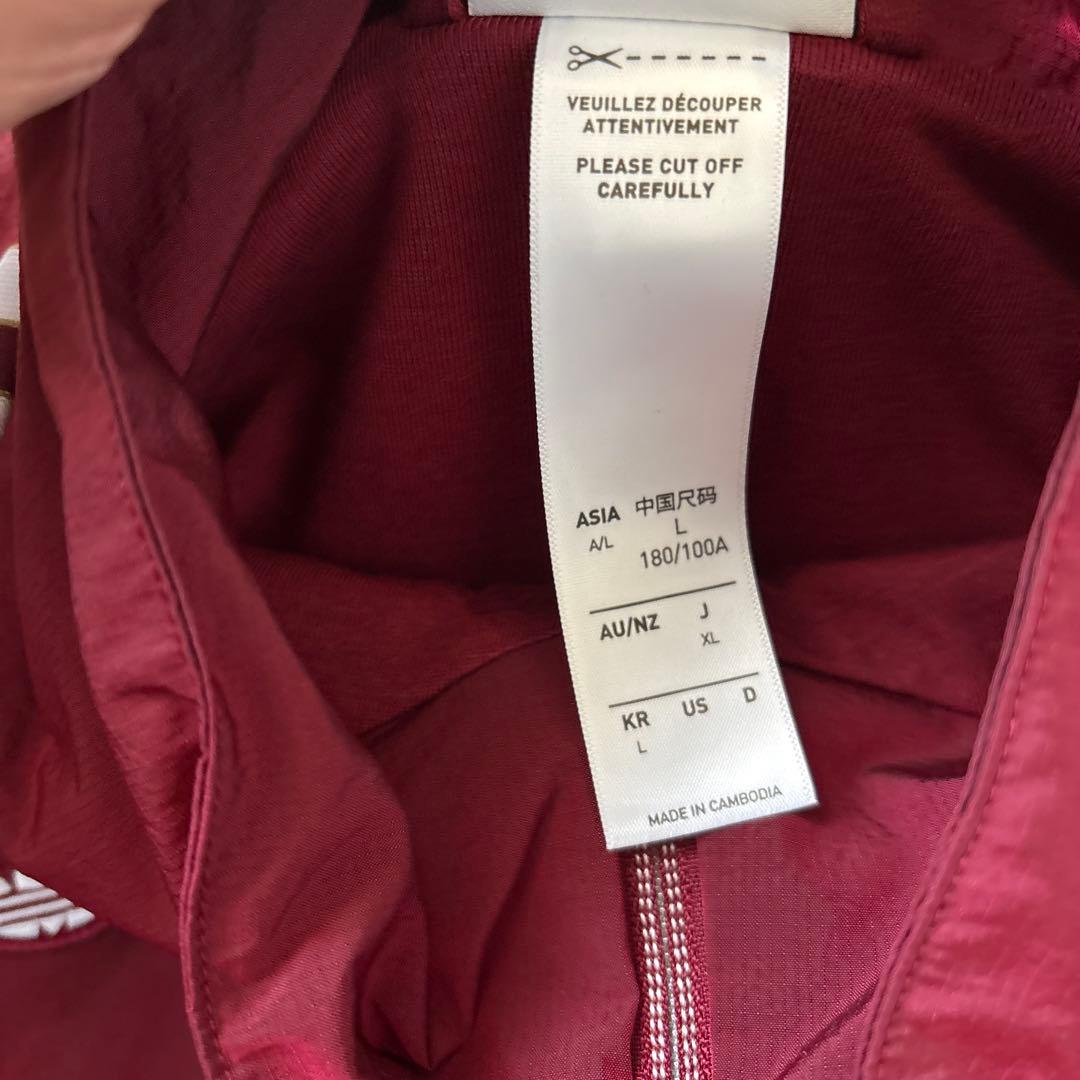 VEUILLEZ DÉCOUPER
ATTENTIVEMENT
PLEASE CUT OFF
CAREFULLY
ASIA 中国尺码
A/L L
180/100A
AU/NZ J
XL
KR US D
L
MADE IN CAMBODIA